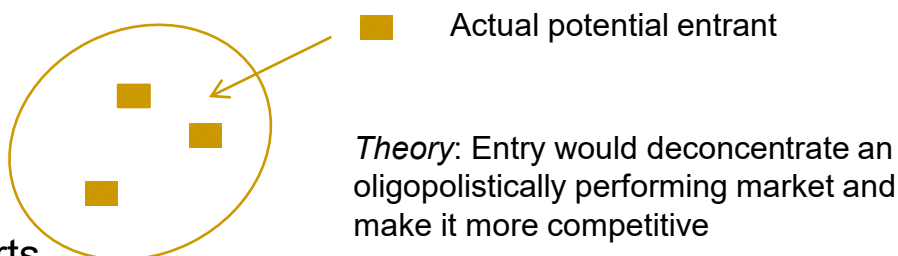 Actual potential entrant
Theory: Entry would deconcentrate an
oligopolistically performing market and
make it more competitive